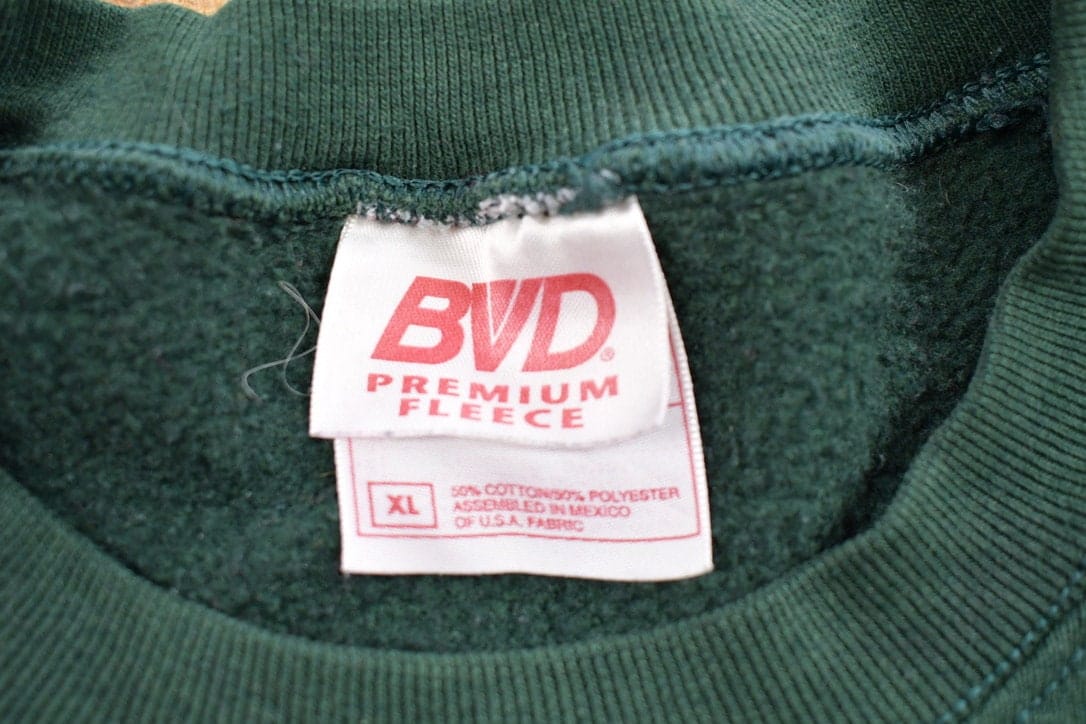 BVD®
PREMIUM
FLEECE
XL
50% COTTON/50% POLYESTER
ASSEMBLED IN MEXICO
OF U.S.A. FABRIC